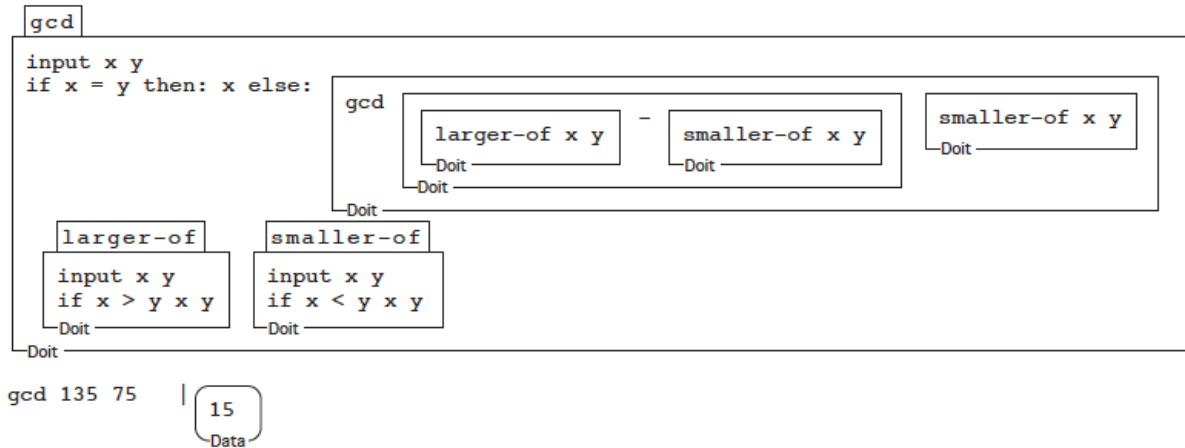 gcd
input x y
if x = y then: x else:
gcd
larger-of x y
Doit
-
smaller-of x y
Doit
Doit
smaller-of x y
Doit
Doit
larger-of
input x y
if x > y x y
Doit
smaller-of
input x y
if x < y x y
Doit
Doit
gcd 135 75 |
15
Data